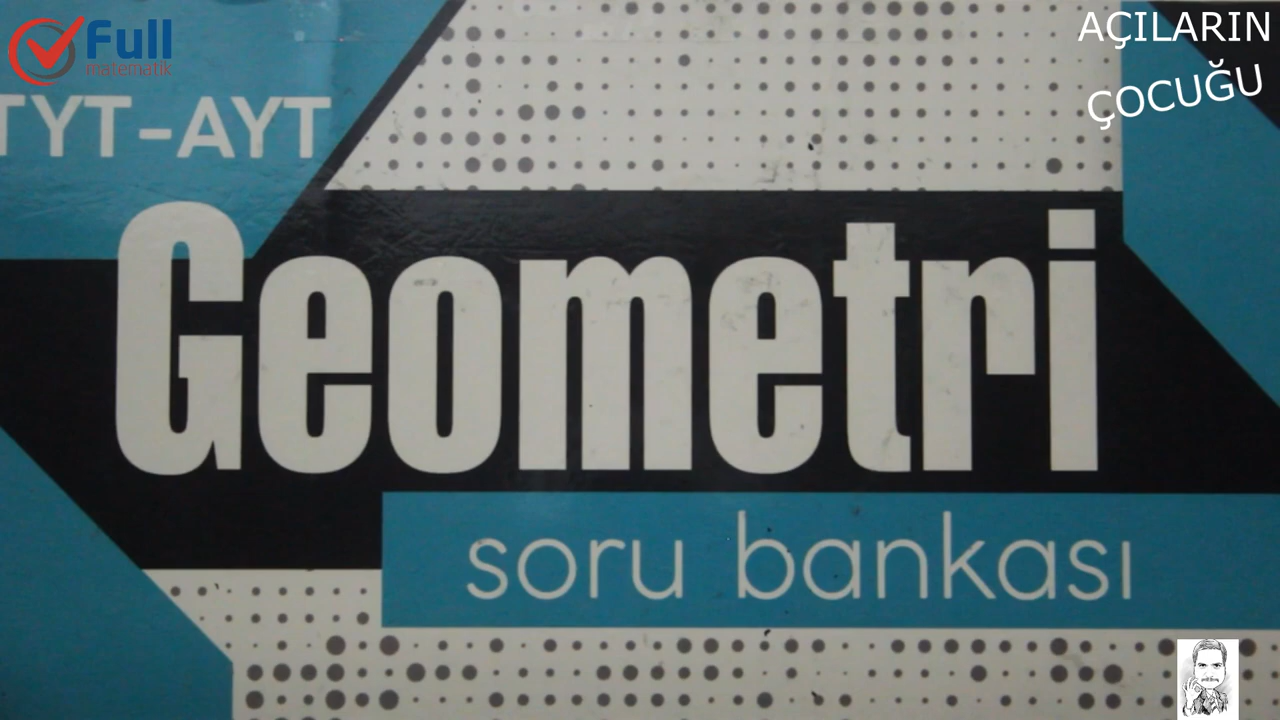 Full
matematik
AÇILARIN
ÇOCUĞU
TYT-AYT
Geometri
soru bankası